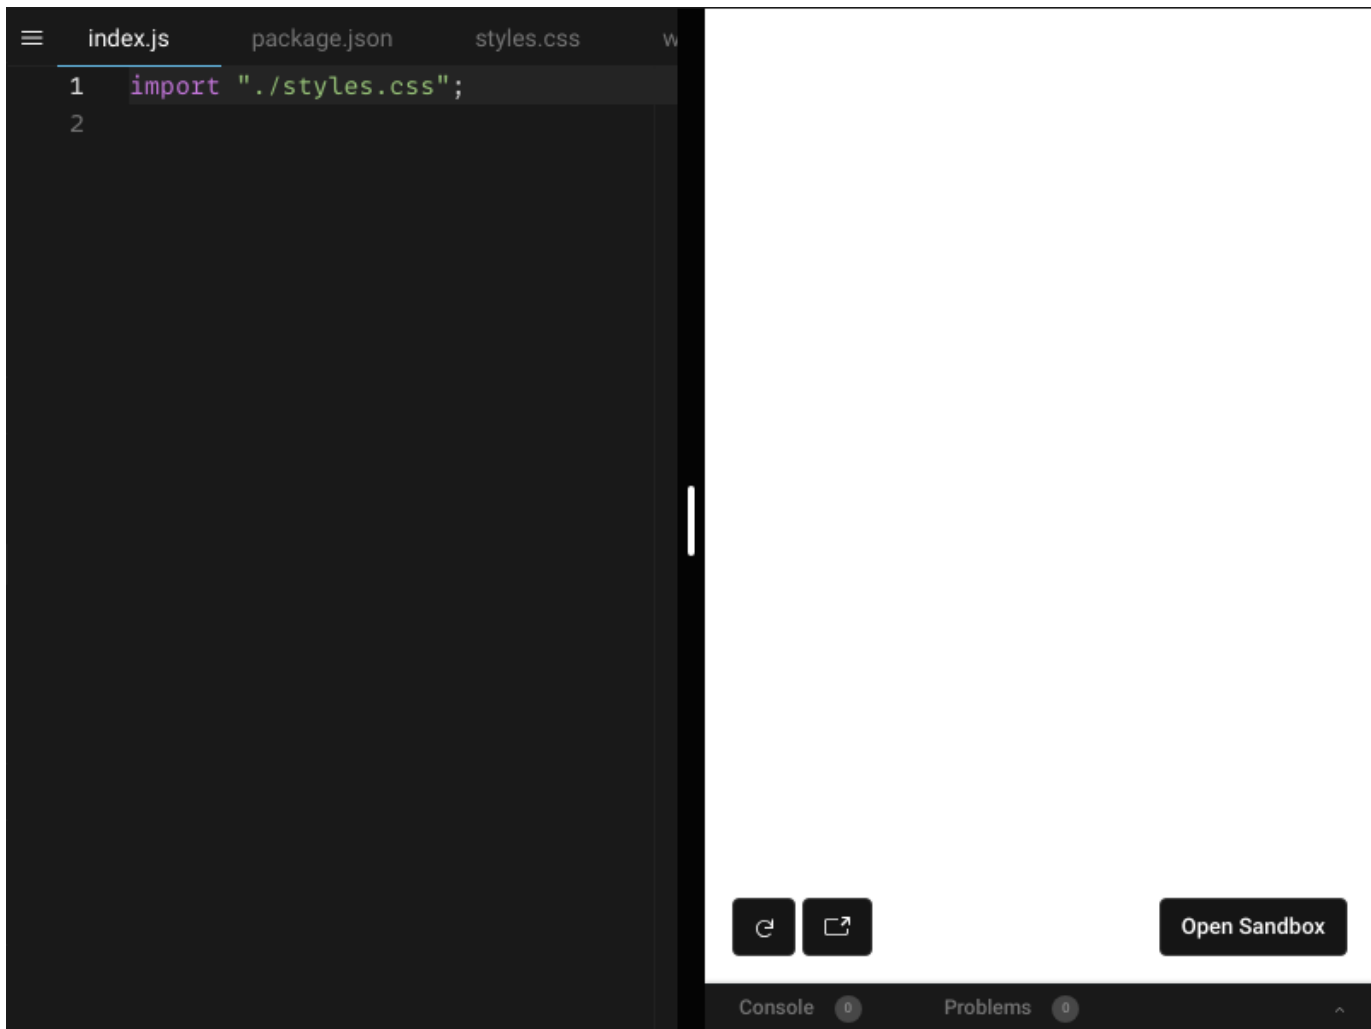 index.js package.json styles.css w
1 import "./styles.css";
2
Open Sandbox
Console 0 Problems 0